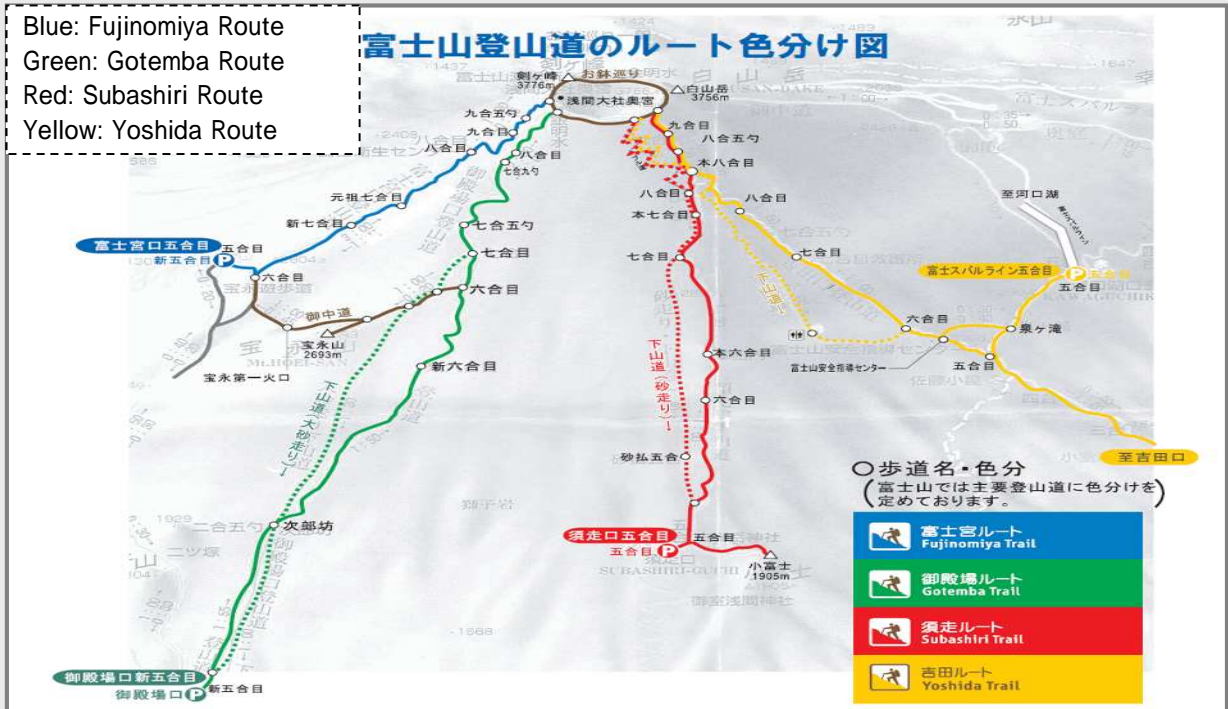 Blue: Fujinomiya Route
Green: Gotemba Route
Red: Subashiri Route
Yellow: Yoshida Route
富士山登山道のルート色分け図
剣ヶ峰
3776m
お鉢巡り
白山岳
3756m
浅間大社奥宮
九合五勺
九合目
八合目
元祖七合目
新七合目
富士宮口五合目
五合目
新五合目
六合目
御中道
宝永山
2693m
宝永第一火口
八合目
七合九勺
七合五勺
七合目
六合目
新六合目
下山道(大砂走り)
次郎坊
御殿場口新五合目
御殿場口
新五合目
九合目
八合五勺
本八合目
八合目
本七合目
七合目
本六合目
六合目
下山道(砂走り)
砂払五合
須走口五合目
五合目
五合目
小富士
1905m
八合目
七合目
下山道
六合目
富士山安全指導センター
五合目
泉ヶ滝
至河口湖
富士スバルライン五合目
五合目
五合目
至吉田口
○歩道名・色分
(富士山では主要登山道に色分けを
定めております。)
富士宮ルート
Fujinomiya Trail
御殿場ルート
Gotemba Trail
須走ルート
Subashiri Trail
吉田ルート
Yoshida Trail